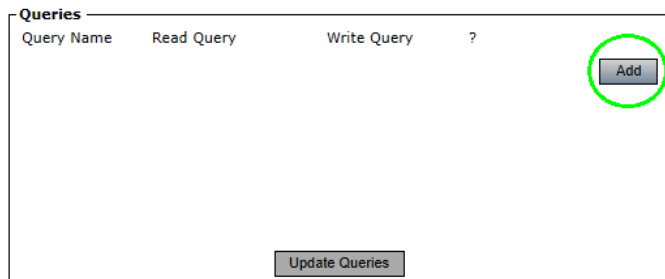 Queries
Query Name Read Query Write Query ?
Add
Update Queries